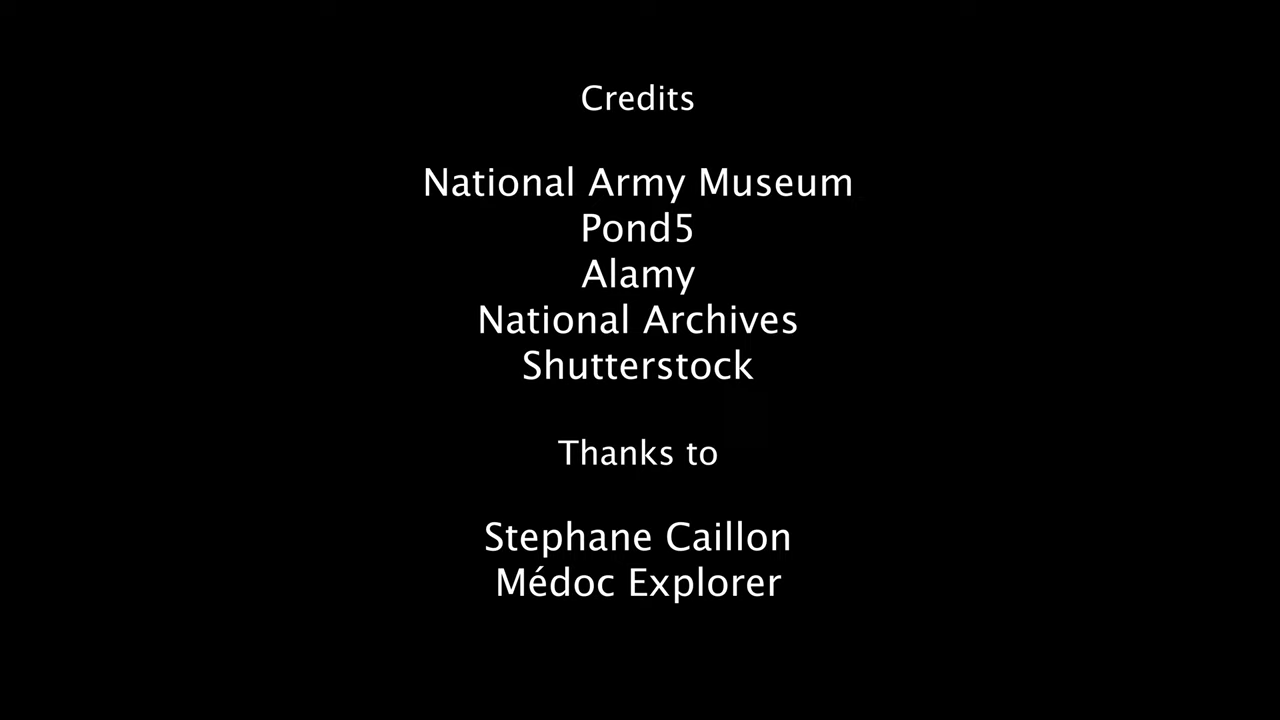 Credits
National Army Museum
Pond5
Alamy
National Archives
Shutterstock
Thanks to
Stephane Caillon
Médoc Explorer